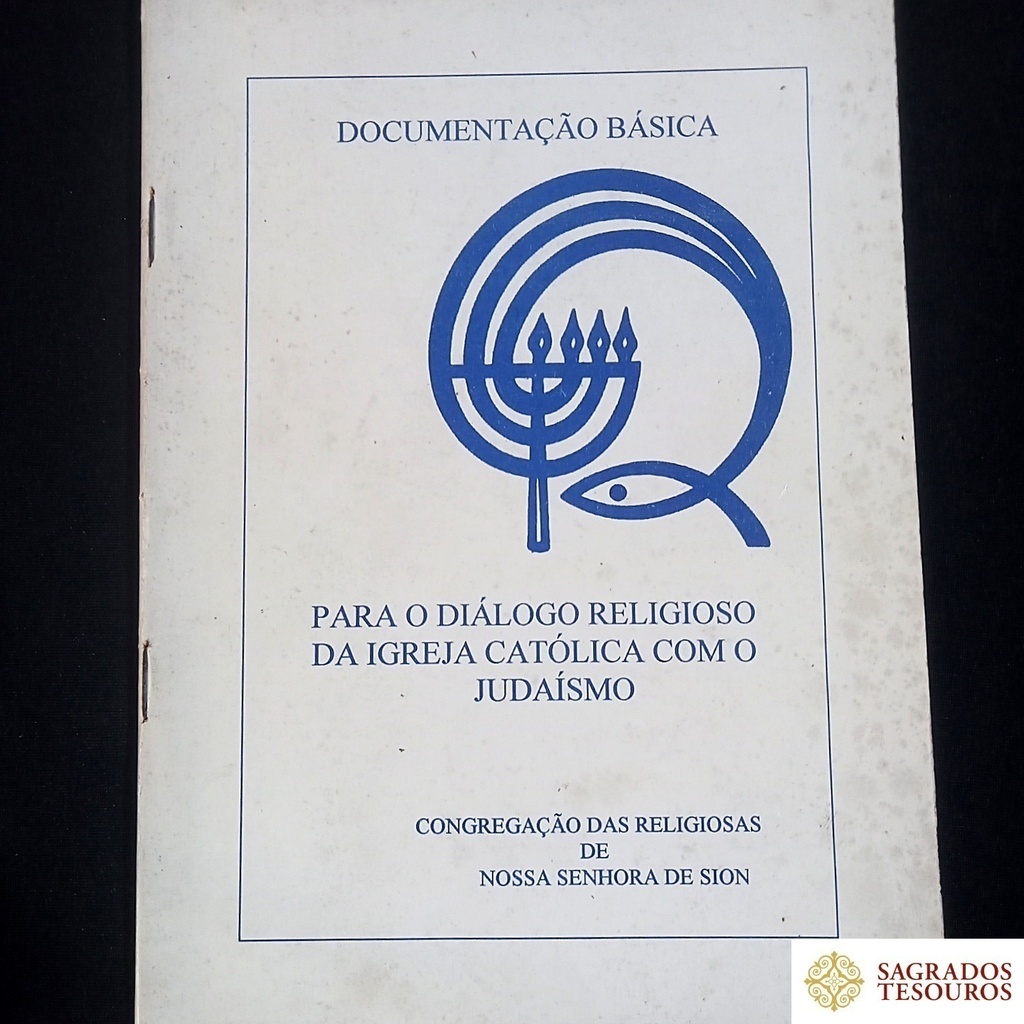 DOCUMENTAÇÃO BÁSICA
PARA O DIÁLOGO RELIGIOSO
DA IGREJA CATÓLICA COM O
JUDAÍSMO
CONGREGAÇÃO DAS RELIGIOSAS
DE
NOSSA SENHORA DE SION
SAGRADOS
TESOUROS